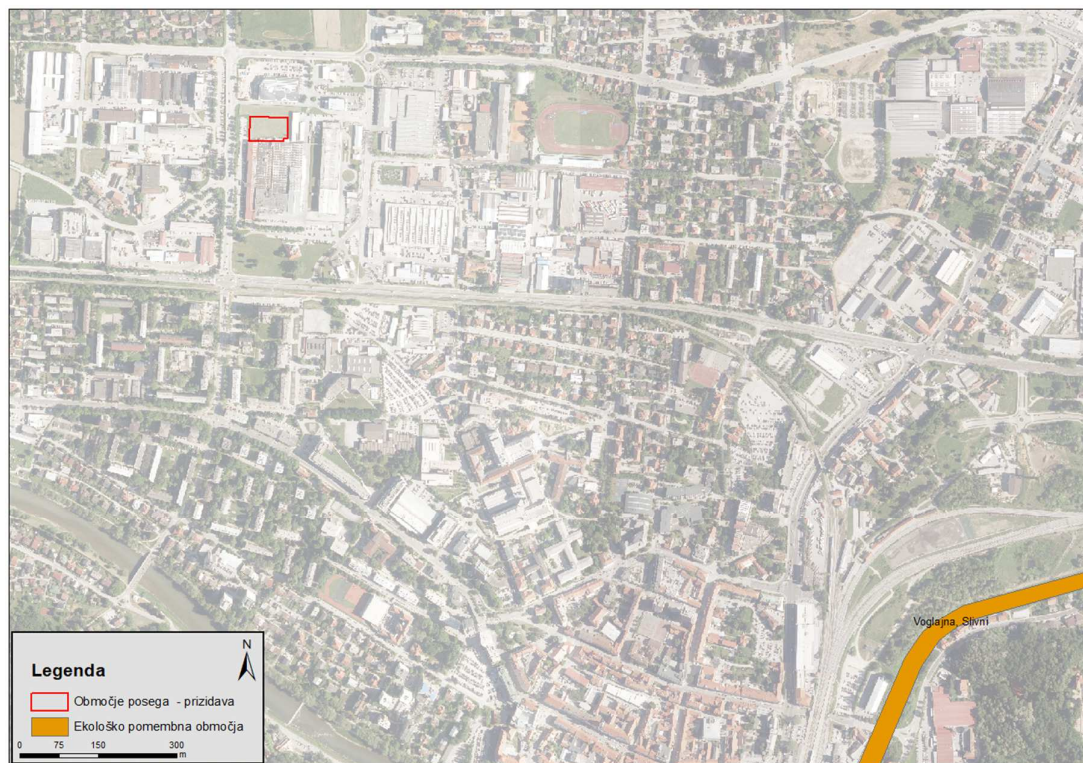 Voglajna, Slivni
N
Legenda
Območje posega - prizidava
Ekološko pomembna območja
0 75 150 300
m